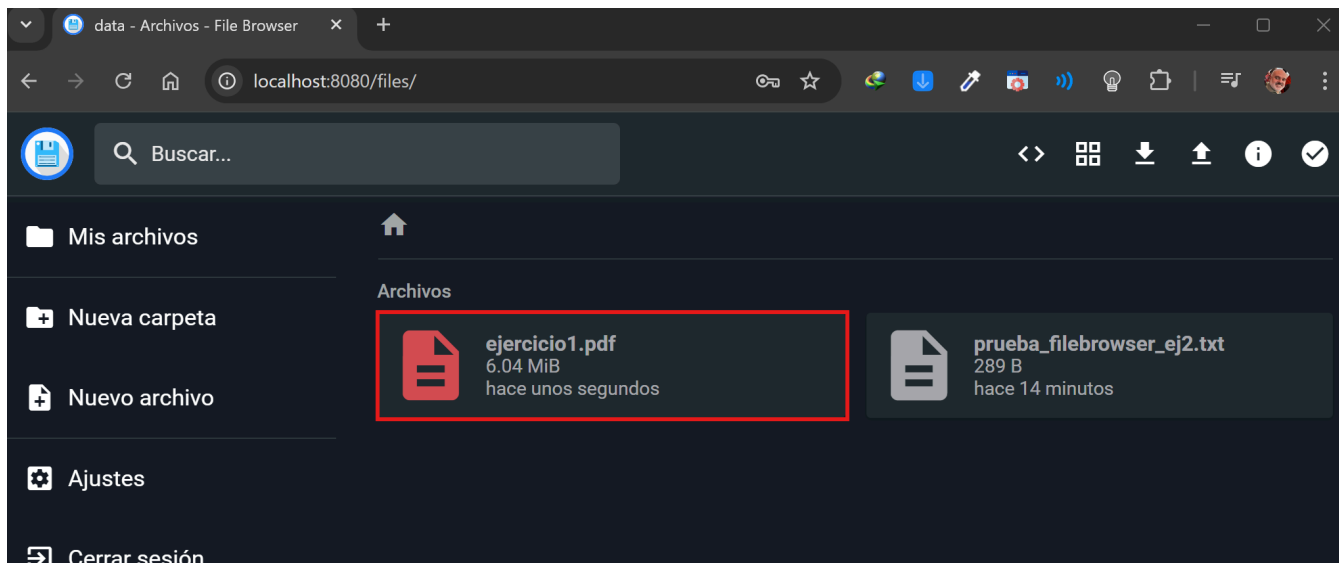 data - Archivos - File Browser
localhost:8080/files/
Buscar...
Mis archivos
Nueva carpeta
Nuevo archivo
Ajustes
Cerrar sesión
Archivos
ejercicio1.pdf
6.04 MiB
hace unos segundos
prueba_filebrowser_ej2.txt
289 B
hace 14 minutos